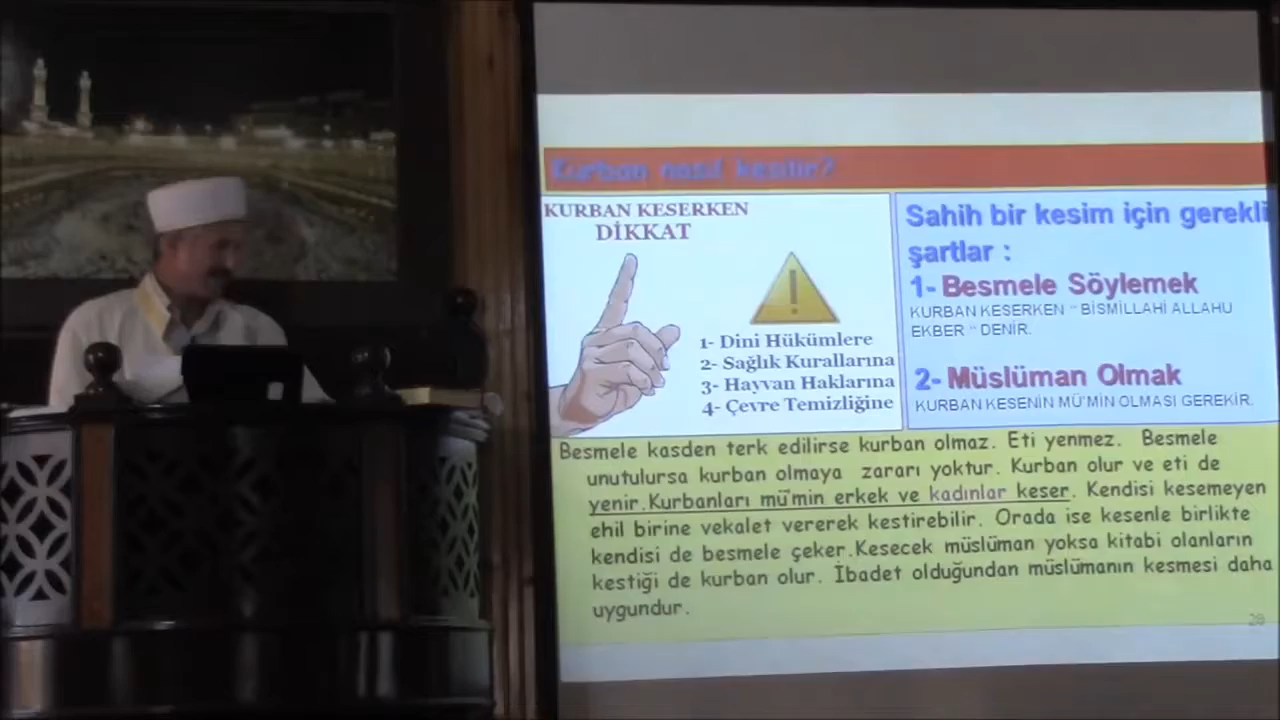 Kurban nasıl kesilir?
KURBAN KESERKEN
DİKKAT
1- Dini Hükümlere
2- Sağlık Kurallarına
3- Hayvan Haklarına
4- Çevre Temizliğine
Sahih bir kesim için gerekli
şartlar :
1- Besmele Söylemek
KURBAN KESERKEN “ BİSMİLLAHİ ALLAHU
EKBER “ DENİR.
2- Müslüman Olmak
KURBAN KESENİN MÜ'MİN OLMASI GEREKİR.
Besmele kasden terk edilirse kurban olmaz. Eti yenmez. Besmele
unutulursa kurban olmaya zararı yoktur. Kurban olur ve eti de
yenir.Kurbanları mü'min erkek ve kadınlar keser. Kendisi kesemeyen
ehil birine vekalet vererek kestirebilir. Orada ise kesenle birlikte
kendisi de besmele çeker.Kesecek müslüman yoksa kitabi olanların
kestiği de kurban olur. İbadet olduğundan müslümanın kesmesi daha
uygundur.
20